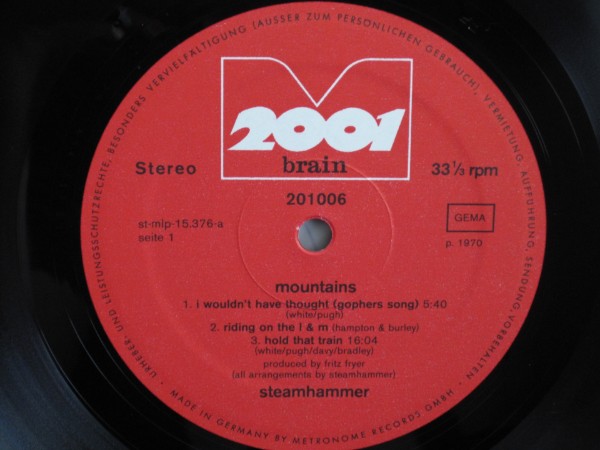 URHEBER- UND LEISTUNGSSCHUTZRECHTE, BESONDERS VERVIELFÄLTIGUNG (AUSSER ZUM PERSÖNLICHEN GEBRAUCH), VERMIETUNG, AUFFÜHRUNG, SENDUNG, VORBEHALTEN
2001
brain
Stereo
33 1/3 rpm
201006
st-mlp-15.376-a
seite 1
GEMA
p. 1970
mountains
1. i wouldn't have thought (gophers song) 5:40
(white/pugh)
2. riding on the l & m (hampton & burley)
3. hold that train 16:04
(white/pugh/davy/bradley)
produced by fritz fryer
(all arrangements by steamhammer)
steamhammer
MADE IN GERMANY BY METRONOME RECORDS GMBH